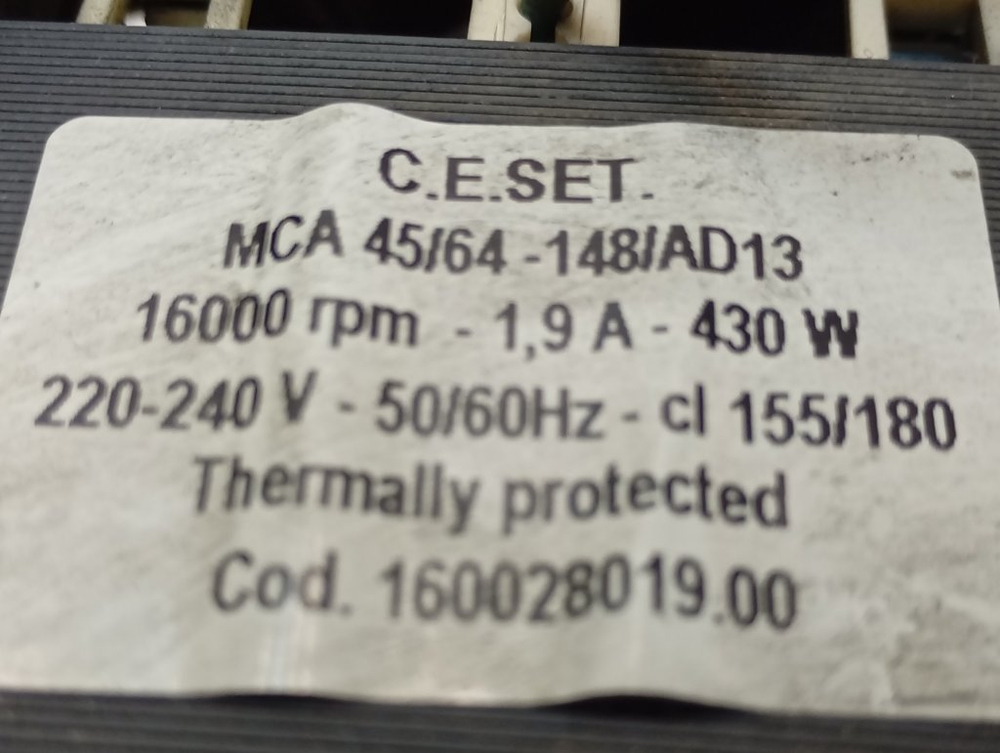 C.E.SET.
MCA 45/64 -148/AD13
16000 rpm - 1,9 A - 430 W
220-240 V - 50/60Hz - cl 155/180
Thermally protected
Cod. 160028019.00